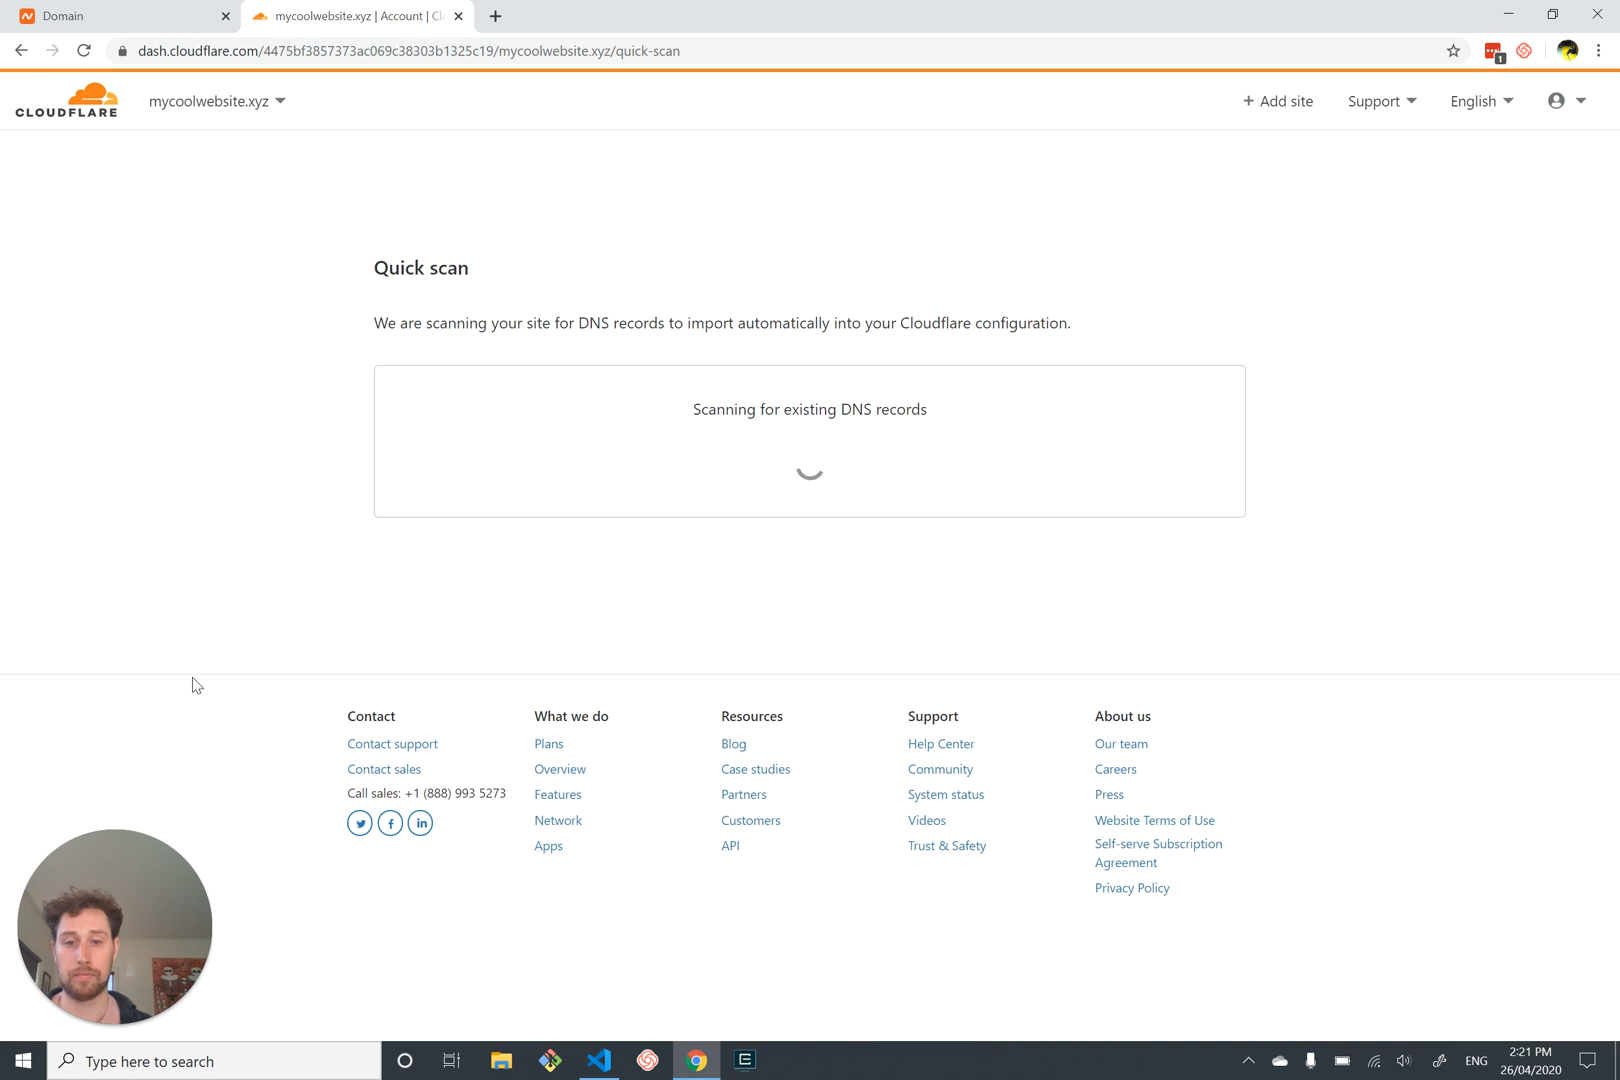 Domain
mycoolwebsite.xyz | Account | Cl
dash.cloudflare.com/4475bf3857373ac069c38303b1325c19/mycoolwebsite.xyz/quick-scan
1
CLOUDFLARE
mycoolwebsite.xyz
+ Add site
Support
English
Quick scan
We are scanning your site for DNS records to import automatically into your Cloudflare configuration.
Scanning for existing DNS records
Contact
Contact support
Contact sales
Call sales: +1 (888) 993 5273
What we do
Plans
Overview
Features
Network
Apps
Resources
Blog
Case studies
Partners
Customers
API
Support
Help Center
Community
System status
Videos
Trust & Safety
About us
Our team
Careers
Press
Website Terms of Use
Self-serve Subscription
Agreement
Privacy Policy
Type here to search
ENG
2:21 PM
26/04/2020